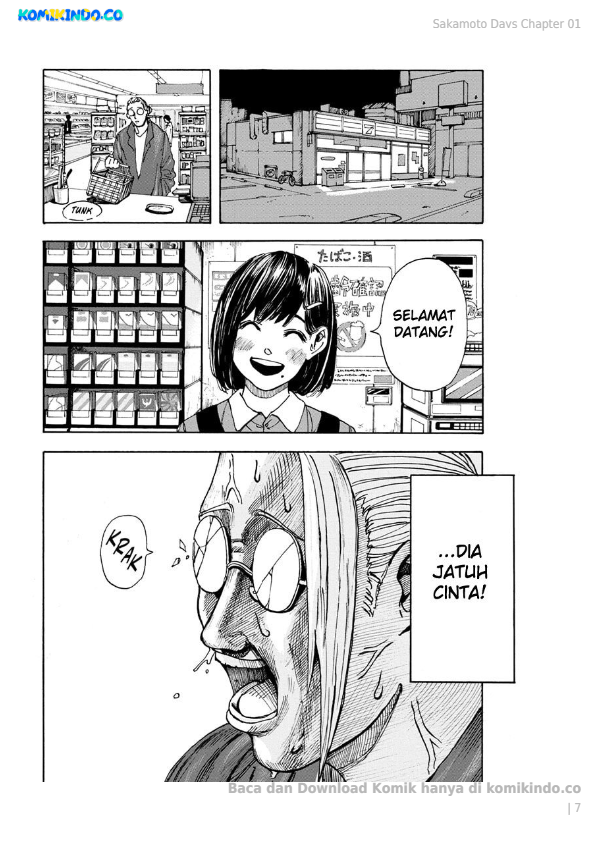 KOMIKINDO.CO
Sakamoto Days Chapter 01
TUNK
7
たばこ・酒
SELAMAT
DATANG!
KRAK
...DIA
JATUH
CINTA!
Baca dan Download Komik hanya di komikindo.co
| 7